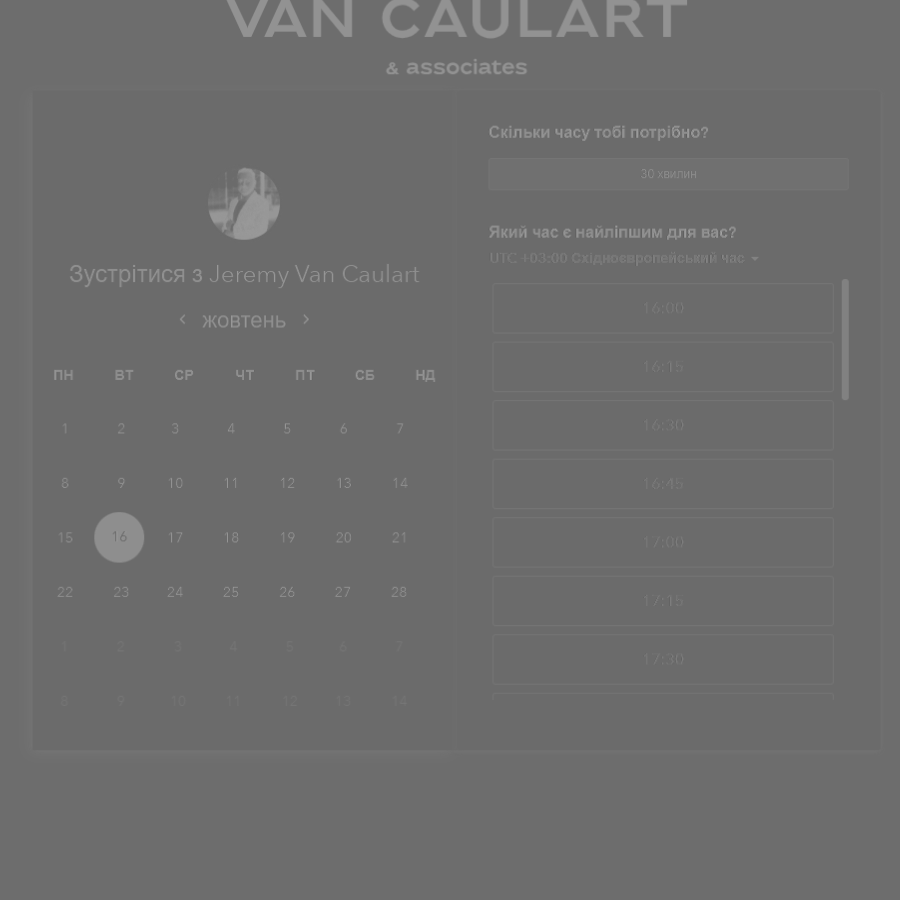 VAN CAULART
& associates
Зустрітися з Jeremy Van Caulart
жовтень
ПН ВТ СР ЧТ ПТ СБ НД
1 2 3 4 5 6 7
8 9 10 11 12 13 14
15 16 17 18 19 20 21
22 23 24 25 26 27 28
1 2 3 4 5 6 7
8 9 10 11 12 13 14
Скільки часу тобі потрібно?
30 хвилин
Який час є найліпшим для вас?
UTC +03:00 Східноєвропейський час
16:00
16:15
16:30
16:45
17:00
17:15
17:30